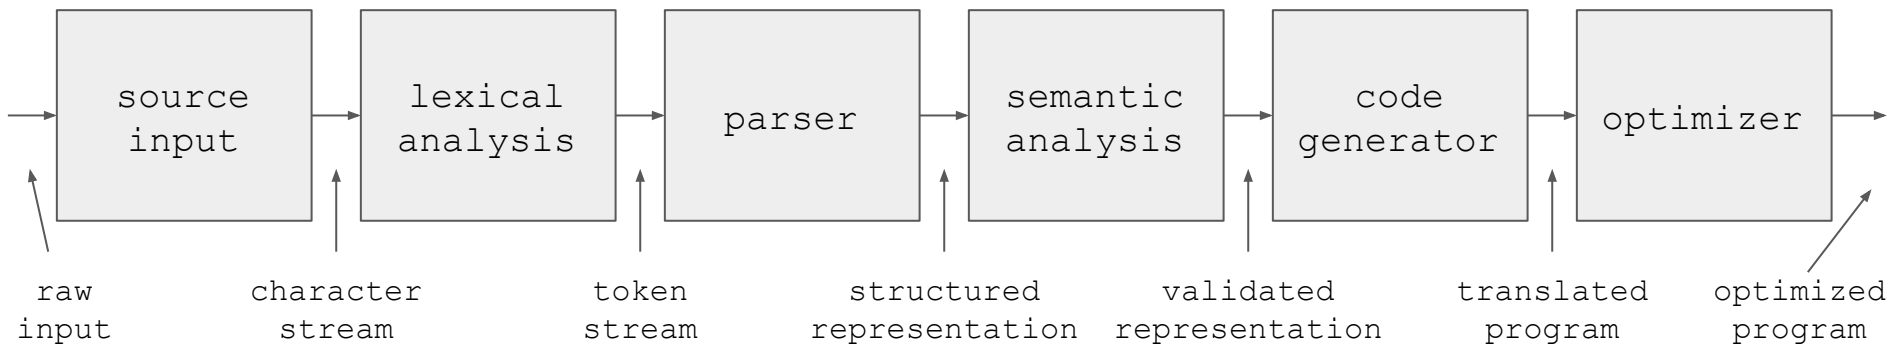 source
input
lexical
analysis
parser
semantic
analysis
code
generator
optimizer
raw
input
character
stream
token
stream
structured
representation
validated
representation
translated
program
optimized
program